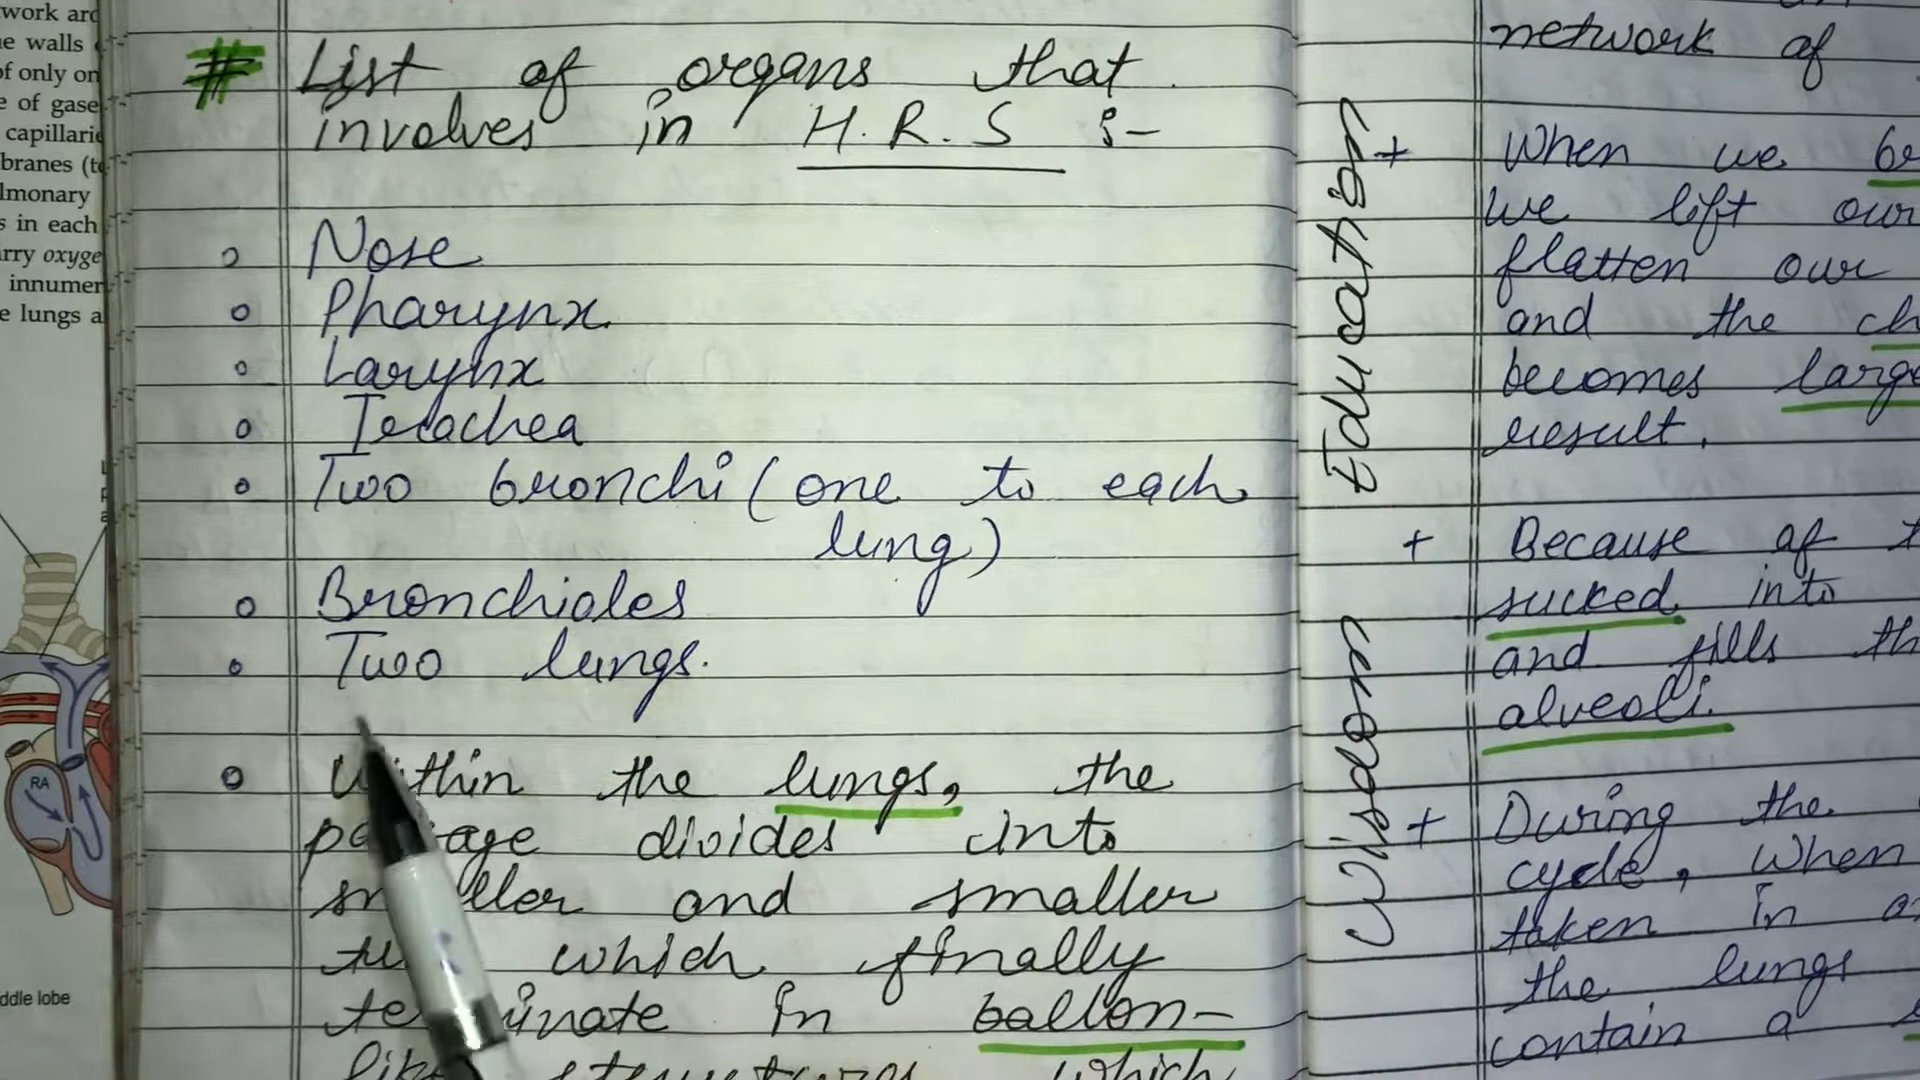 work are
e walls
of only on
e of gase
capillarie
branes (to
lmonary
s in each
rry oxyge
innumer
e lungs a
RA
ddle lobe
# List of organs that
involves in H.R.S :-
Nose
Pharynx
Larynx
Trachea
Two bronchi (one to each
lung)
Bronchioles
Two lungs.
Within the lungs, the
divides into
and smaller
which finally
in ballon-
structures which
Education
Wisdom
network of
+ When we
we lift our
flatten our
and the
becomes
result.
+ Because of
sucked into
and fills
alveoli.
+ During the
cycle, when
taken in
the lungs
contain a